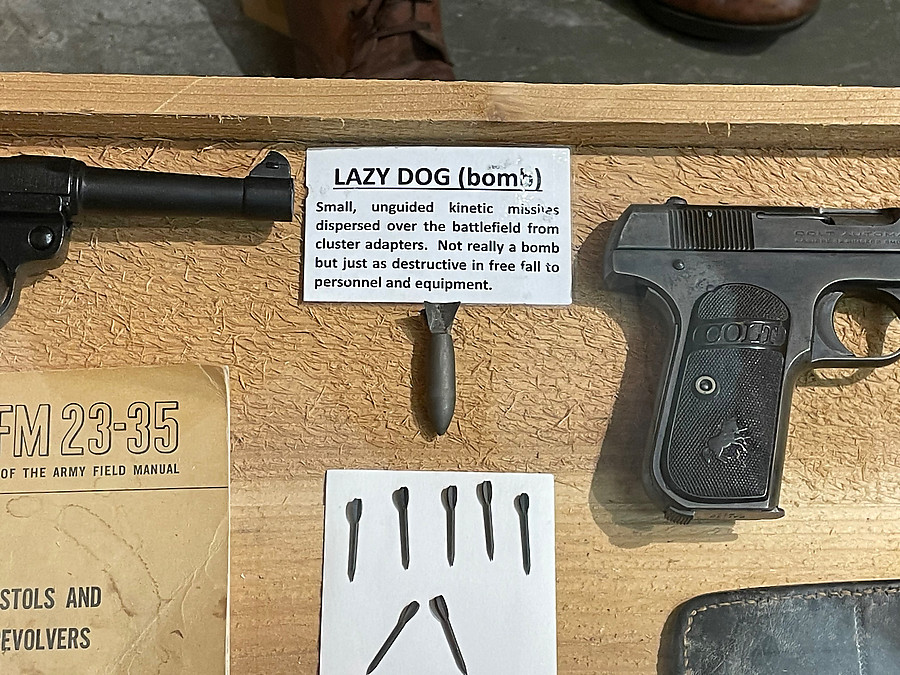 LAZY DOG (bomb)
Small, unguided kinetic missiles
dispersed over the battlefield from
cluster adapters. Not really a bomb
but just as destructive in free fall to
personnel and equipment.
COLT AUTOMA
COLT
FM 23-35
OF THE ARMY FIELD MANUAL
STOLS AND
EVOLVERS